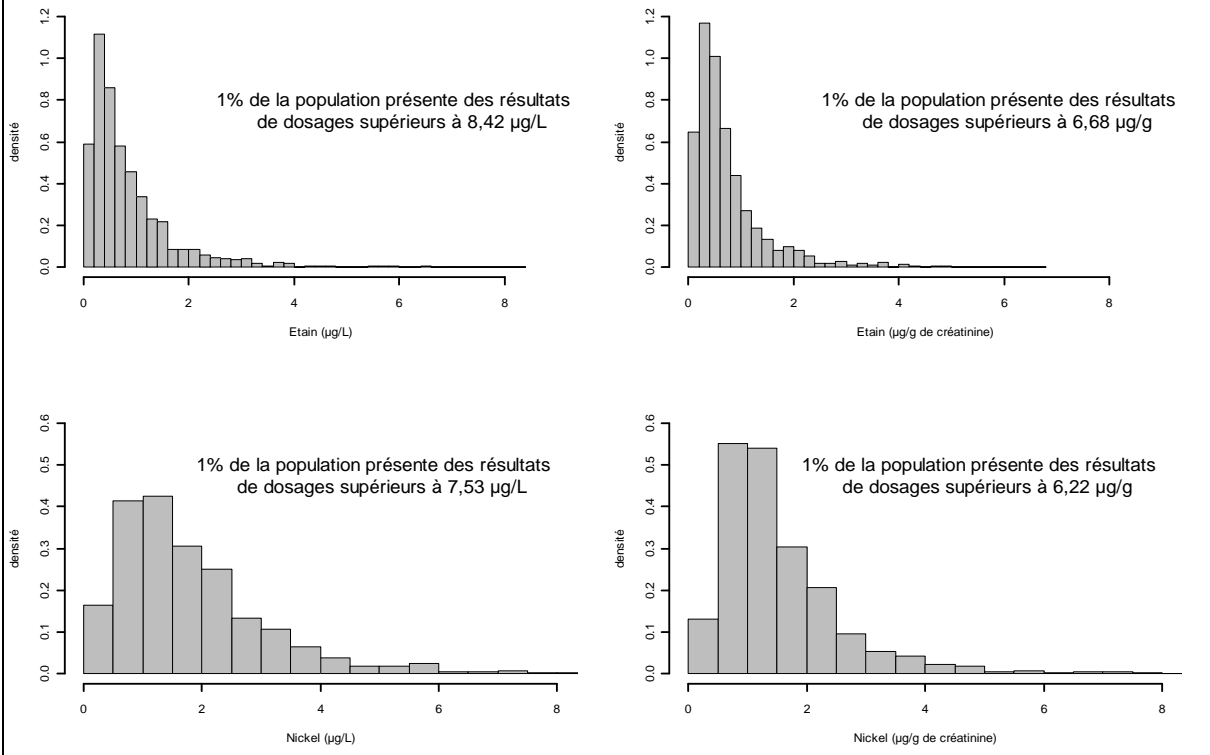 1% de la population présente des résultats
de dosages supérieurs à 8,42 µg/L
densité
0.0 0.2 0.4 0.6 0.8 1.0 1.2
0 2 4 6 8
Etain (µg/L)
1% de la population présente des résultats
de dosages supérieurs à 6,68 µg/g
densité
0.0 0.2 0.4 0.6 0.8 1.0 1.2
0 2 4 6 8
Etain (µg/g de créatinine)
1% de la population présente des résultats
de dosages supérieurs à 7,53 µg/L
densité
0.0 0.1 0.2 0.3 0.4 0.5 0.6
0 2 4 6 8
Nickel (µg/L)
1% de la population présente des résultats
de dosages supérieurs à 6,22 µg/g
densité
0.0 0.1 0.2 0.3 0.4 0.5 0.6
0 2 4 6 8
Nickel (µg/g de créatinine)